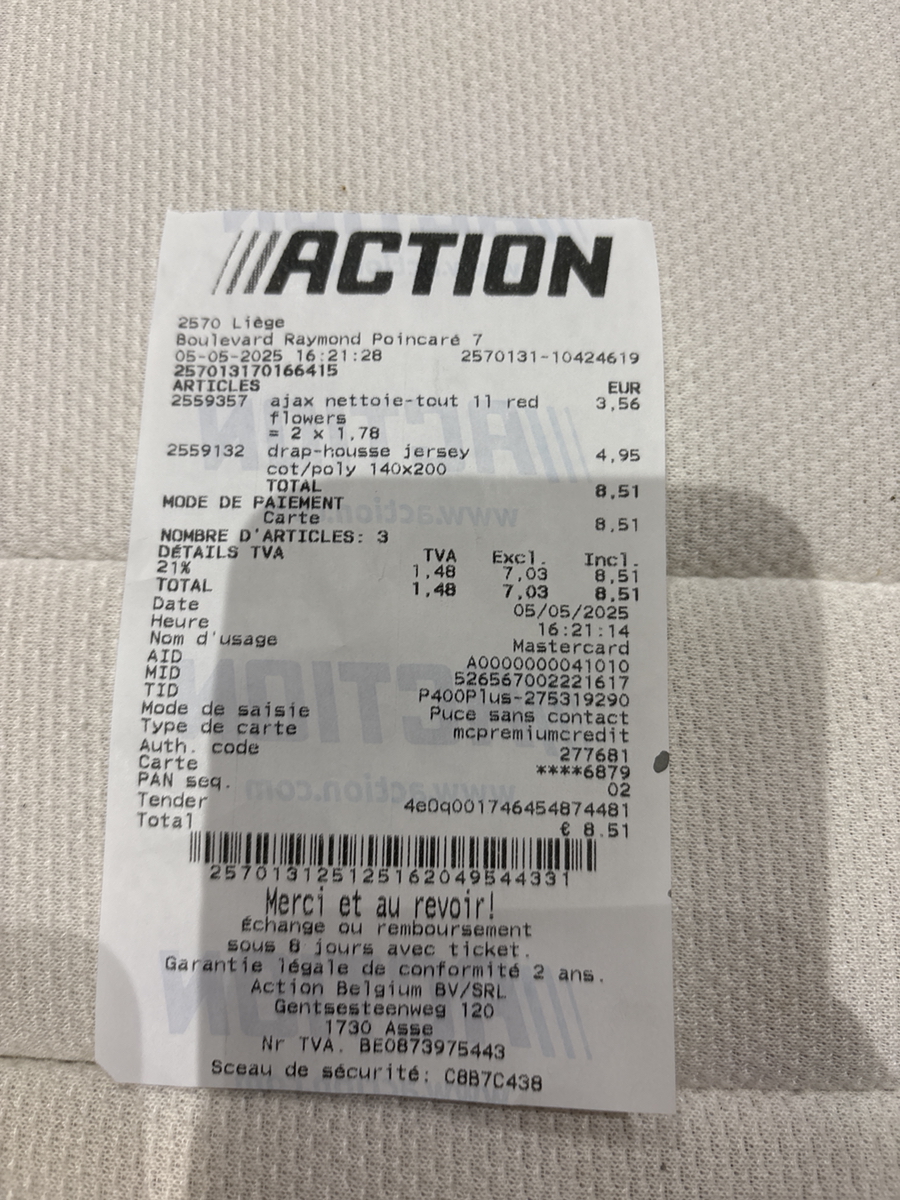 ACTION
2570 Liège
Boulevard Raymond Poincaré 7
05-05-2025 16:21:28 2570131-10424619
257013170166415
ARTICLES EUR
2559357 ajax nettoie-tout 1l red 3,56
flowers
= 2 x 1,78
2559132 drap-housse jersey 4,95
cot/poly 140x200
TOTAL 8,51
MODE DE PAIEMENT
Carte 8,51
NOMBRE D'ARTICLES: 3
DÉTAILS TVA TVA Excl. Incl.
21% 1,48 7,03 8,51
TOTAL 1,48 7,03 8,51
Date 05/05/2025
Heure 16:21:14
Nom d'usage Mastercard
AID A0000000041010
MID 526567002221617
TID P400Plus-275319290
Mode de saisie Puce sans contact
Type de carte mcpremiumcredit
Auth. code 277681
Carte ****6879
PAN seq. 02
Tender 4e0q001746454874481
Total € 8.51
2570131251251620495443​31
Merci et au revoir!
Échange ou remboursement
sous 8 jours avec ticket.
Garantie légale de conformité 2 ans.
Action Belgium BV/SRL
Gentsesteenweg 120
1730 Asse
Nr TVA. BE0873975443
Sceau de sécurité: C8B7C438